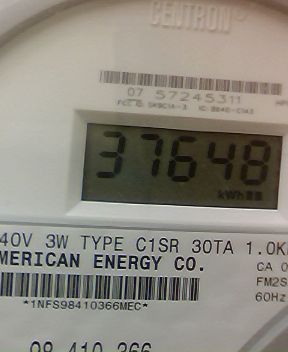 CENTRON®
07 57245311
37648
kWh
40V 3W TYPE C1SR 30TA 1.0K
MERICAN ENERGY CO.
CA 0
FM2S
60Hz
*1NFS98410366MEC*
98 410 366